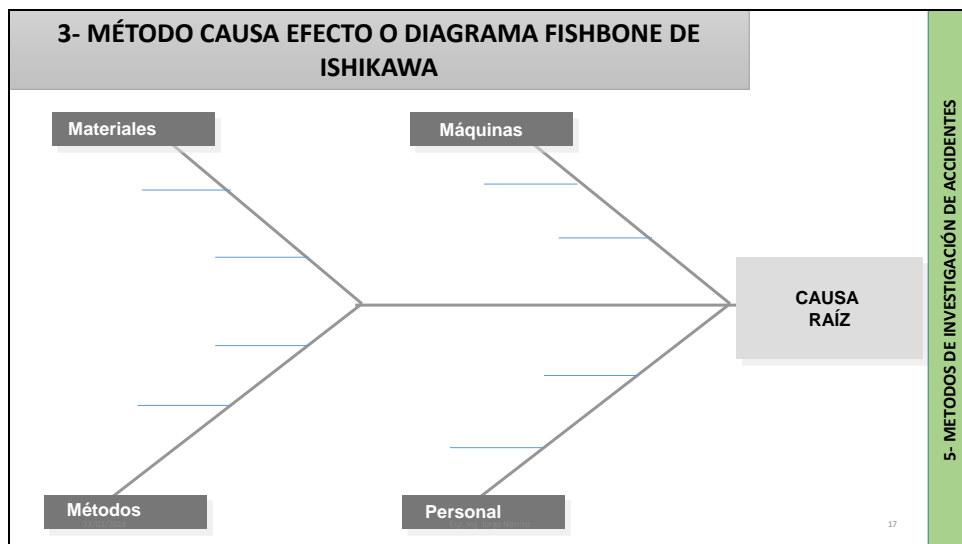 3- MÉTODO CAUSA EFECTO O DIAGRAMA FISHBONE DE
ISHIKAWA
Materiales
Máquinas
CAUSA
RAÍZ
Métodos
Personal
17
5- METODOS DE INVESTIGACIÓN DE ACCIDENTES